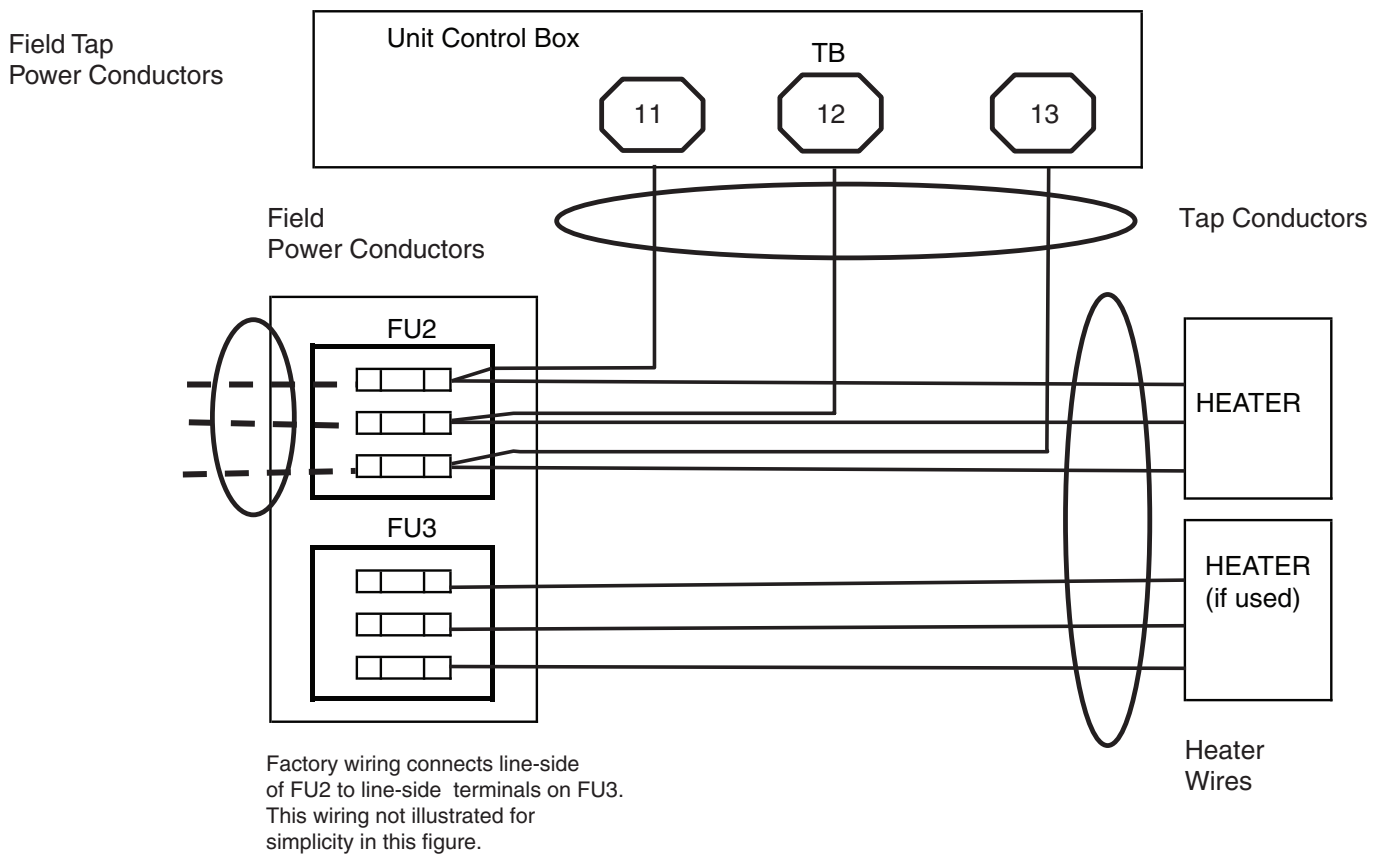 Field Tap
Power Conductors
Unit Control Box
TB
11
12
13
Field
Power Conductors
Tap Conductors
FU2
HEATER
FU3
HEATER
(if used)
Heater
Wires
Factory wiring connects line-side
of FU2 to line-side terminals on FU3.
This wiring not illustrated for
simplicity in this figure.